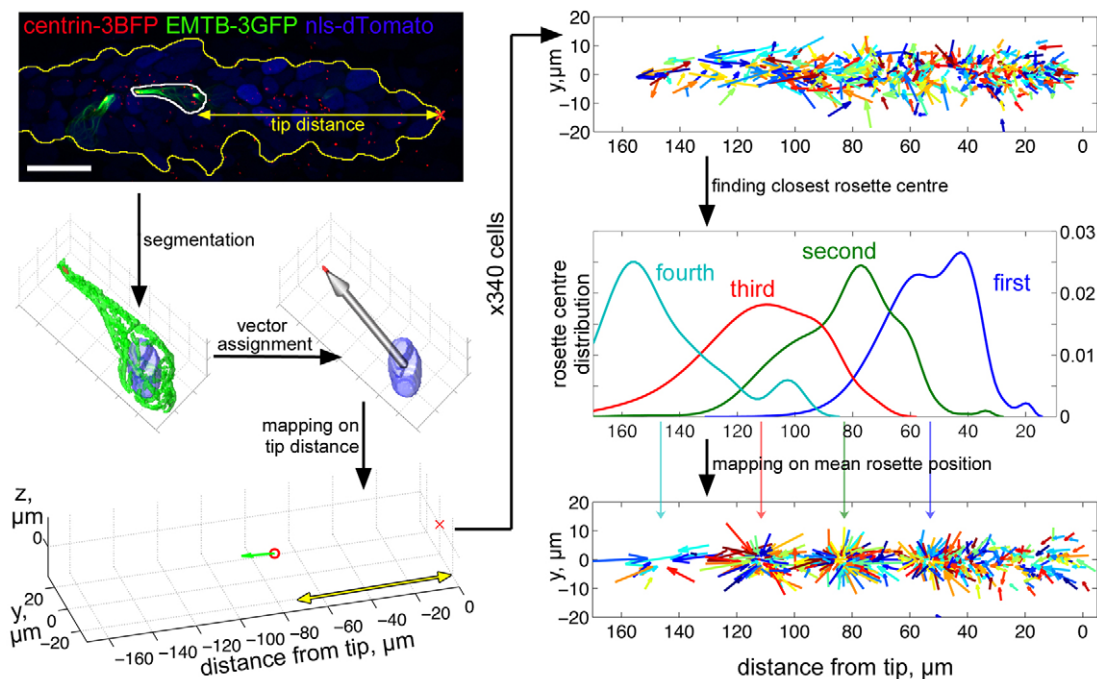 centrin-3BFP EMTB-3GFP nls-dTomato
tip distance
segmentation
vector
assignment
mapping on
tip distance
z,
µm
0
y,
µm
20
0
−20
−160
−140
−120
−100
−80
−60
−40
−20
0
distance from tip, µm
x340 cells
y,µm
20
10
0
−10
−20
160 140 120 100 80 60 40 20 0
finding closest rosette centre
rosette centre
distribution
fourth
third
second
first
0.03
0.02
0.01
0
160 140 120 100 80 60 40 20
mapping on mean rosette position
y, µm
20
10
0
−10
−20
160 140 120 100 80 60 40 20 0
distance from tip, µm